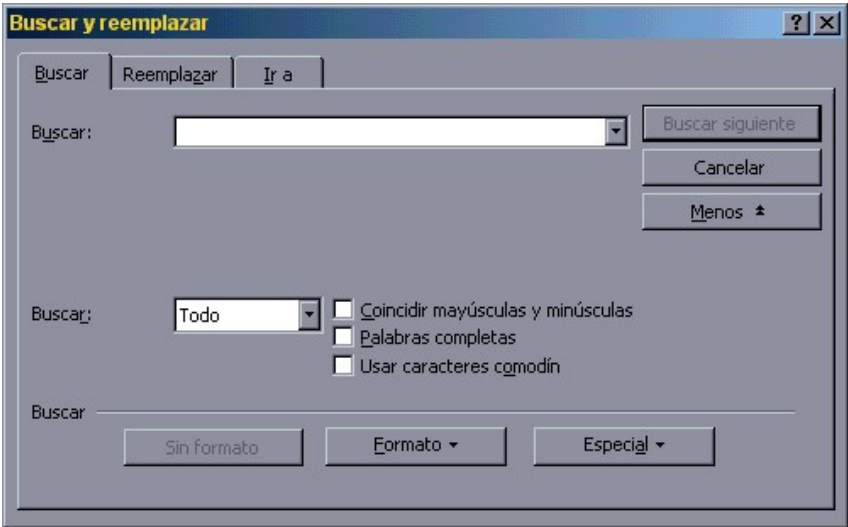 Buscar y reemplazar
Buscar Reemplazar Ir a
Buscar: Buscar siguiente
Cancelar
Menos
Buscar: Todo Coincidir mayúsculas y minúsculas
Palabras completas
Usar caracteres comodín
Buscar
Sin formato Formato Especial